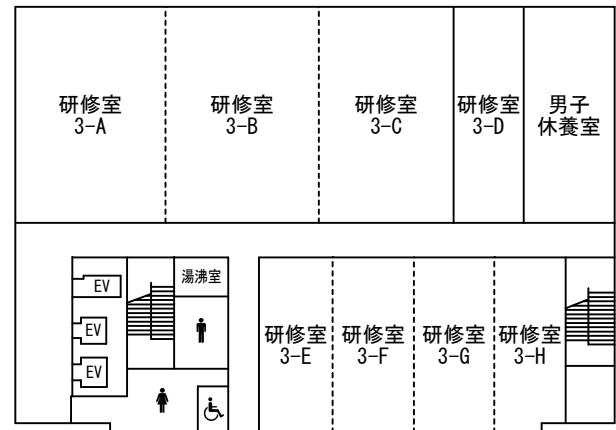 研修室
3-A
研修室
3-B
研修室
3-C
研修室
3-D
男子
休養室
EV
EV
EV
湯沸室
研修室
3-E
研修室
3-F
研修室
3-G
研修室
3-H